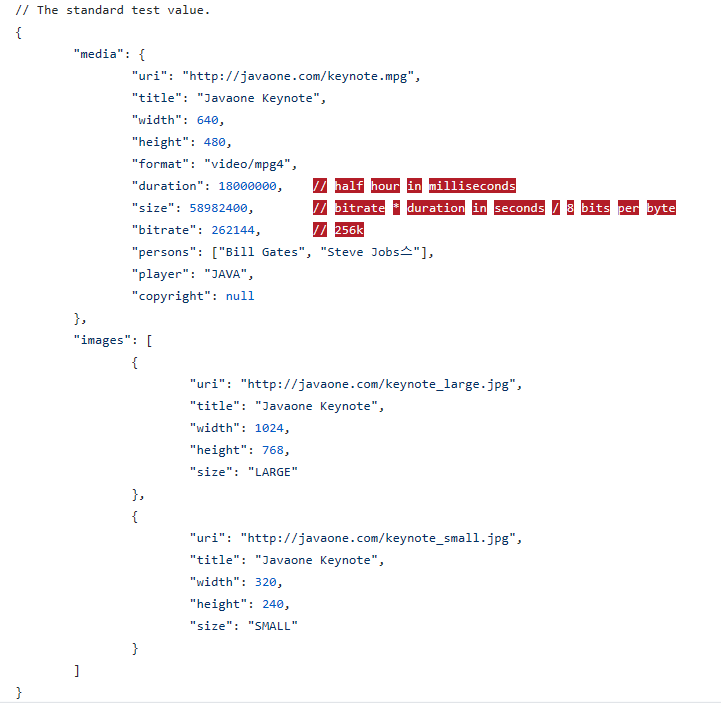 // The standard test value.
{
"media": {
"uri": "http://javaone.com/keynote.mpg",
"title": "Javaone Keynote",
"width": 640,
"height": 480,
"format": "video/mpg4",
"duration": 18000000, // half hour in milliseconds
"size": 58982400, // bitrate * duration in seconds / 8 bits per byte
"bitrate": 262144, // 256k
"persons": ["Bill Gates", "Steve Jobs스"],
"player": "JAVA",
"copyright": null
},
"images": [
{
"uri": "http://javaone.com/keynote_large.jpg",
"title": "Javaone Keynote",
"width": 1024,
"height": 768,
"size": "LARGE"
},
{
"uri": "http://javaone.com/keynote_small.jpg",
"title": "Javaone Keynote",
"width": 320,
"height": 240,
"size": "SMALL"
}
]
}